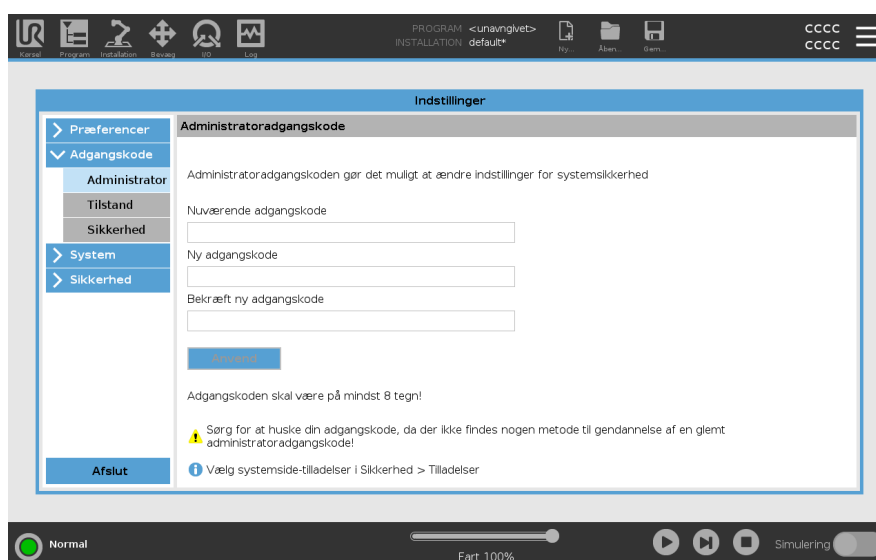 PROGRAM <unavngivet>
INSTALLATION default*
Kørsel Program Installation Bevæg I/O Log
Ny... Åben... Gem...
CCCC
CCCC
Indstillinger
Præferencer
Adgangskode
Administrator
Tilstand
Sikkerhed
System
Sikkerhed
Afslut
Administratoradgangskode
Administratoradgangskoden gør det muligt at ændre indstillinger for systemsikkerhed
Nuværende adgangskode
Ny adgangskode
Bekræft ny adgangskode
Anvend
Adgangskoden skal være på mindst 8 tegn!
Sørg for at huske din adgangskode, da der ikke findes nogen metode til gendannelse af en glemt
administratoradgangskode!
Vælg systemside-tilladelser i Sikkerhed > Tilladelser
Normal
Fart 100%
Simulering